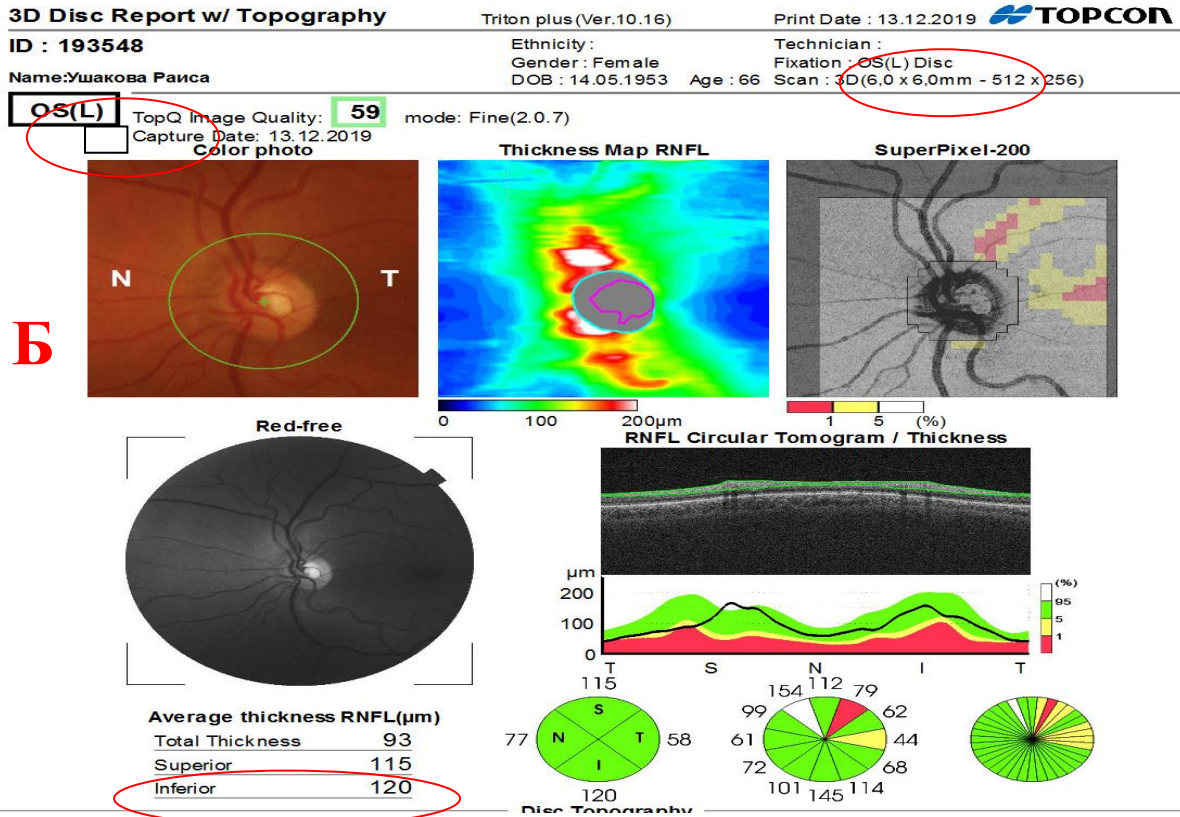 3D Disc Report w/ Topography Triton plus(Ver.10.16) Print Date : 13.12.2019 TOPCON
ID : 193548 Ethnicity : Technician :
Gender : Female Fixation : OS(L) Disc
Name:Ушакова Раиса DOB : 14.05.1953 Age : 66 Scan : 3D(6,0 x 6,0mm - 512 x 256)
OS(L) TopQ Image Quality: 59 mode: Fine(2.0.7)
Capture Date: 13.12.2019
Color photo Thickness Map RNFL SuperPixel-200
N T
Б
0 100 200µm
1 5 (%)
Red-free RNFL Circular Tomogram / Thickness
µm
200
100
0
(%)
95
5
1
T S N I T
115
S
77 N T 58
I
120
112 79
154 62
99 44
61 68
72 114
101 145
Average thickness RNFL(µm)
Total Thickness 93
Superior 115
Inferior 120
Disc Topography